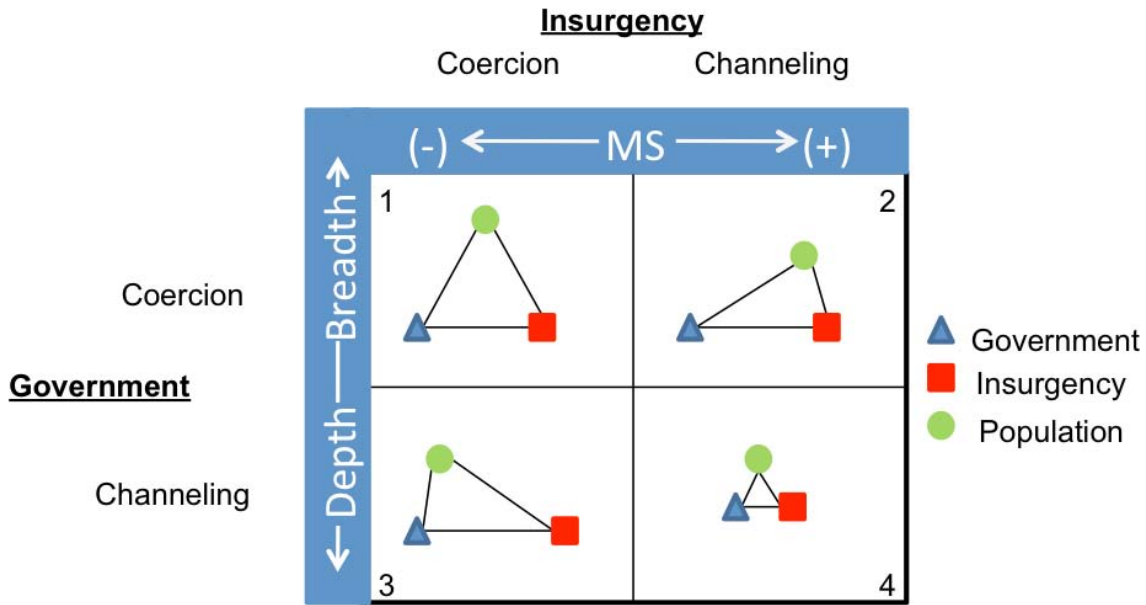 Insurgency
Coercion Channeling
(-) MS (+)
1 2
Breadth
Coercion
Government
Insurgency
Population
Government
Depth
Channeling
3 4